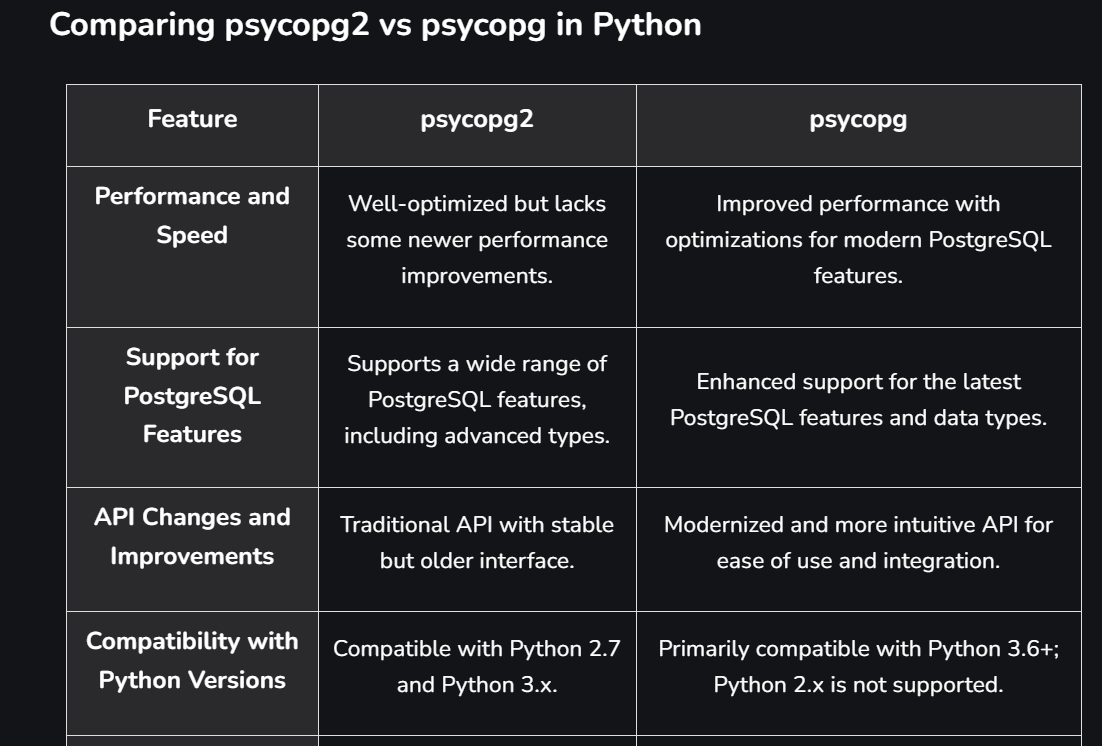 Comparing psycopg2 vs psycopg in Python
Feature
psycopg2
psycopg
Performance and
Speed
Well-optimized but lacks
some newer performance
improvements.
Improved performance with
optimizations for modern PostgreSQL
features.
Support for
PostgreSQL
Features
Supports a wide range of
PostgreSQL features,
including advanced types.
Enhanced support for the latest
PostgreSQL features and data types.
API Changes and
Improvements
Traditional API with stable
but older interface.
Modernized and more intuitive API for
ease of use and integration.
Compatibility with
Python Versions
Compatible with Python 2.7
and Python 3.x.
Primarily compatible with Python 3.6+;
Python 2.x is not supported.